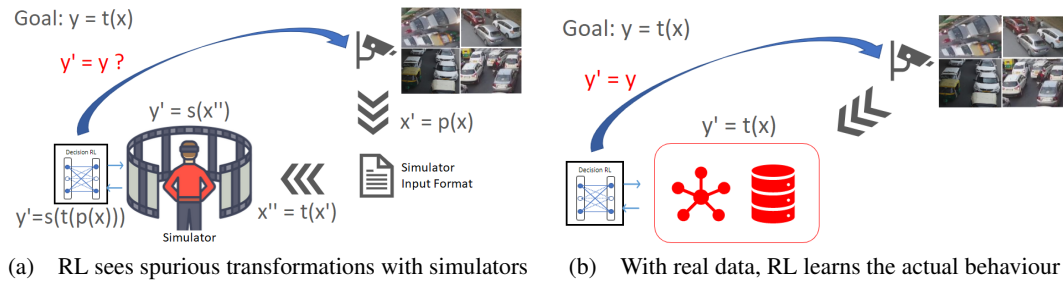 Goal: y = t(x)
y' = y ?
y' = s(x'')
x' = p(x)
Decision RL
Simulator
Input Format
x'' = t(x')
y'=s(t(p(x)))
Simulator
(a) RL sees spurious transformations with simulators
Goal: y = t(x)
y' = y
y' = t(x)
Decision RL
(b) With real data, RL learns the actual behaviour